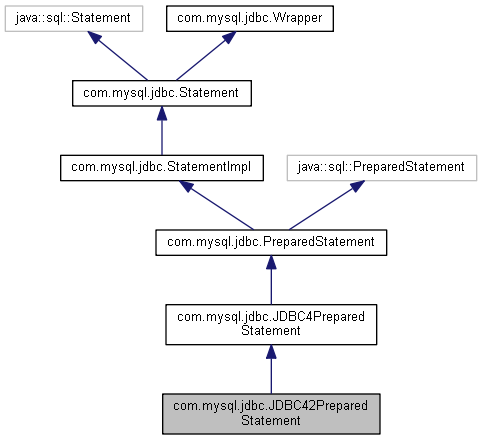 java::sql::Statement
com.mysql.jdbc.Wrapper
com.mysql.jdbc.Statement
com.mysql.jdbc.StatementImpl
java::sql::PreparedStatement
com.mysql.jdbc.PreparedStatement
com.mysql.jdbc.JDBC4Prepared
Statement
com.mysql.jdbc.JDBC42Prepared
Statement